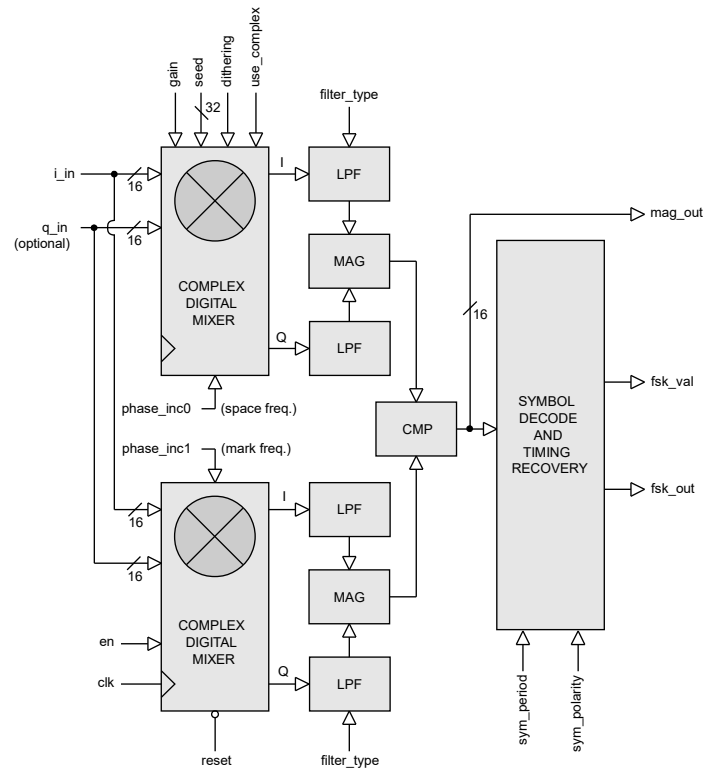 gain
seed
dithering
use_complex
32
filter_type
i_in
16
I
LPF
q_in
(optional)
16
mag_out
MAG
COMPLEX
DIGITAL
MIXER
16
Q
LPF
fsk_val
phase_inc0
(space freq.)
SYMBOL
DECODE
AND
TIMING
RECOVERY
CMP
phase_inc1
(mark freq.)
fsk_out
I
16
LPF
16
MAG
COMPLEX
DIGITAL
MIXER
en
Q
clk
LPF
sym_period
sym_polarity
reset
filter_type